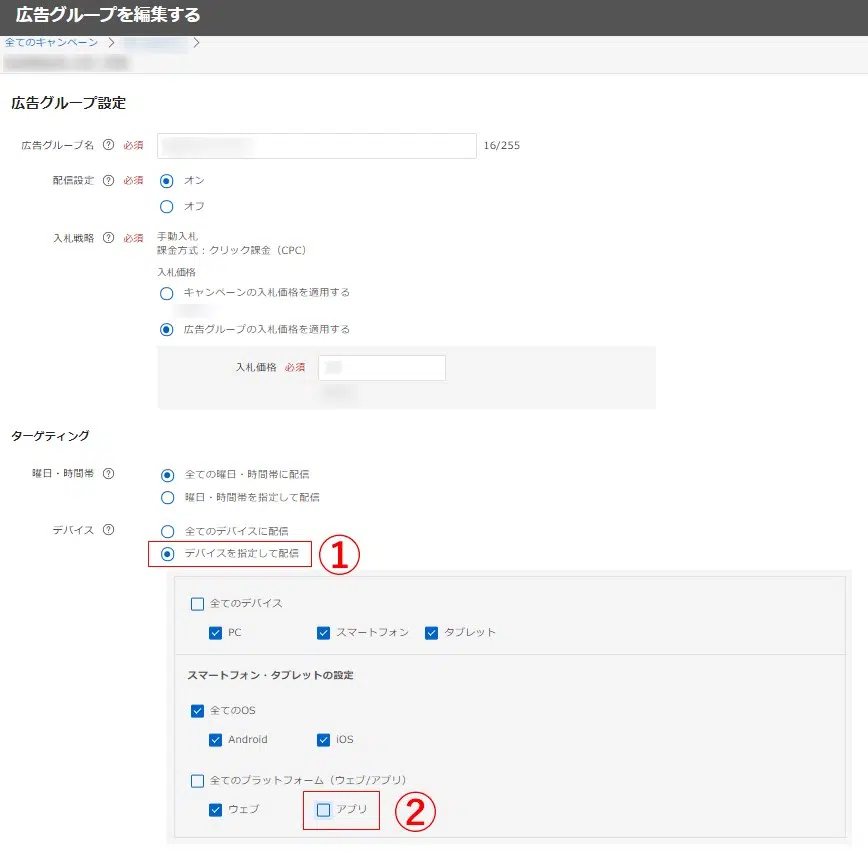 広告グループを編集する
全てのキャンペーン
広告グループ設定
広告グループ名 ? 必須 16/255
配信設定 ? 必須 オン
オフ
入札戦略 ? 必須 手動入札
課金方式：クリック課金（CPC）
入札価格
キャンペーンの入札価格を適用する
広告グループの入札価格を適用する
入札価格 必須
ターゲティング
曜日・時間帯 ? 全ての曜日・時間帯に配信
曜日・時間帯を指定して配信
デバイス ? 全てのデバイスに配信
デバイスを指定して配信 ①
全てのデバイス
PC スマートフォン タブレット
スマートフォン・タブレットの設定
全てのOS
Android iOS
全てのプラットフォーム（ウェブ/アプリ）
ウェブ アプリ ②